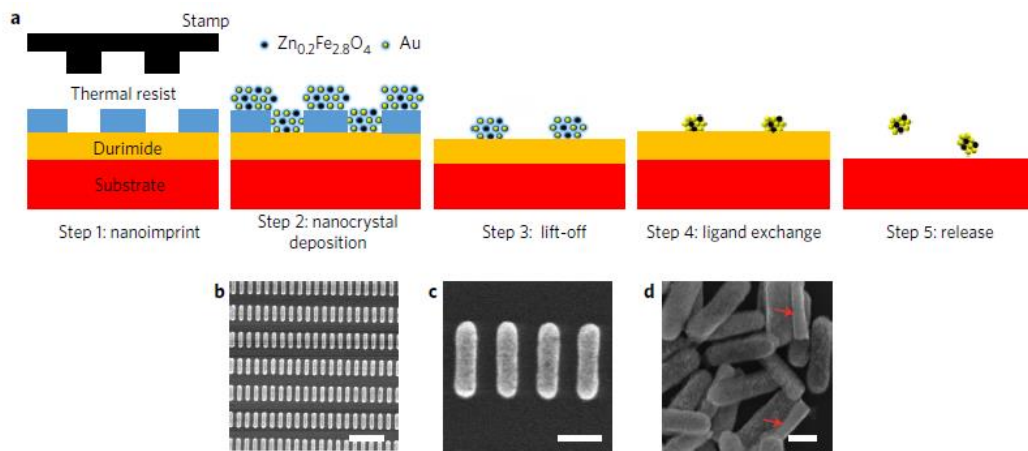 a
Stamp
Zn0.2Fe2.8O4 Au
Thermal resist
Durimide
Substrate
Step 1: nanoimprint
Step 2: nanocrystal
deposition
Step 3: lift-off
Step 4: ligand exchange
Step 5: release
b
c
d